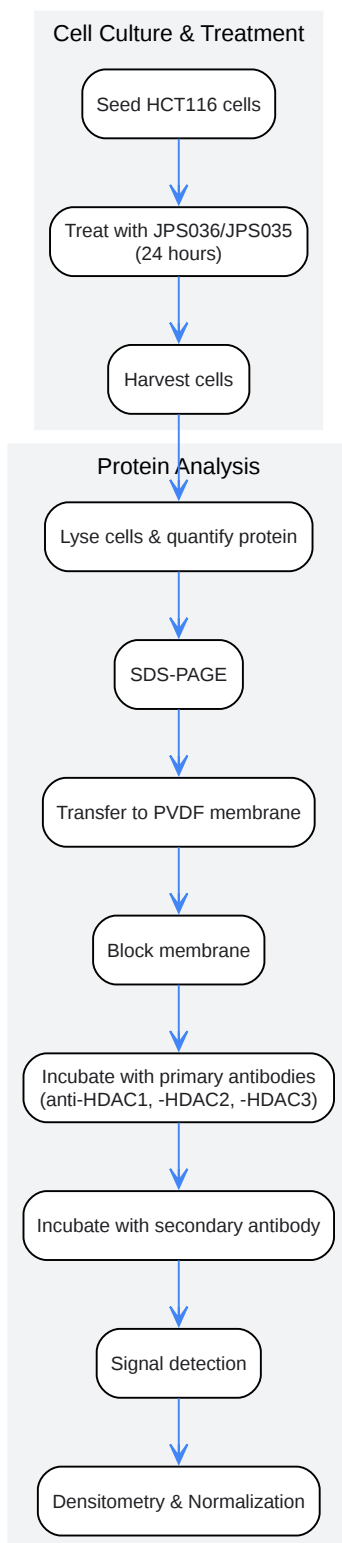 Cell Culture & Treatment
Seed HCT116 cells
Treat with JPS036/JPS035
(24 hours)
Harvest cells
Protein Analysis
Lyse cells & quantify protein
SDS-PAGE
Transfer to PVDF membrane
Block membrane
Incubate with primary antibodies
(anti-HDAC1, -HDAC2, -HDAC3)
Incubate with secondary antibody
Signal detection
Densitometry & Normalization